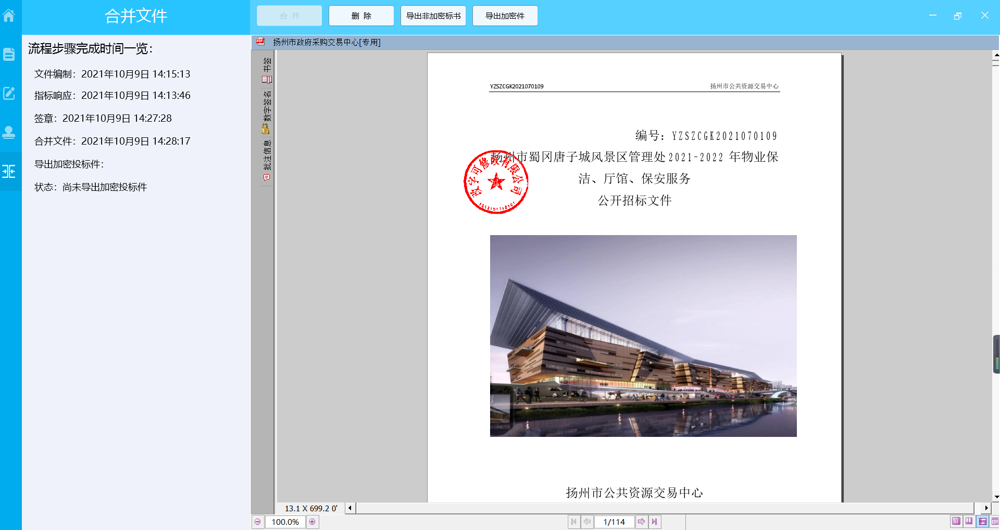 合并文件
合 并
删 除
导出非加密标书
导出加密件
流程步骤完成时间一览：
文件编制：2021年10月9日 14:15:13
指标响应：2021年10月9日 14:13:46
签章：2021年10月9日 14:27:28
合并文件：2021年10月9日 14:28:17
导出加密投标件：
状态：尚未导出加密投标件
扬州市政府采购交易中心[专用]
书签
数字签名
批注信息
YZSZCGK2021070109
扬州市公共资源交易中心
编号：YZSZCGK2021070109
扬州市蜀冈唐子城风景区管理处 2021-2022 年物业保
洁、厅馆、保安服务
公开招标文件
改字可修改有限公司
扬州市公共资源交易中心
13.1 X 699.2 0'
100.0%
1/114